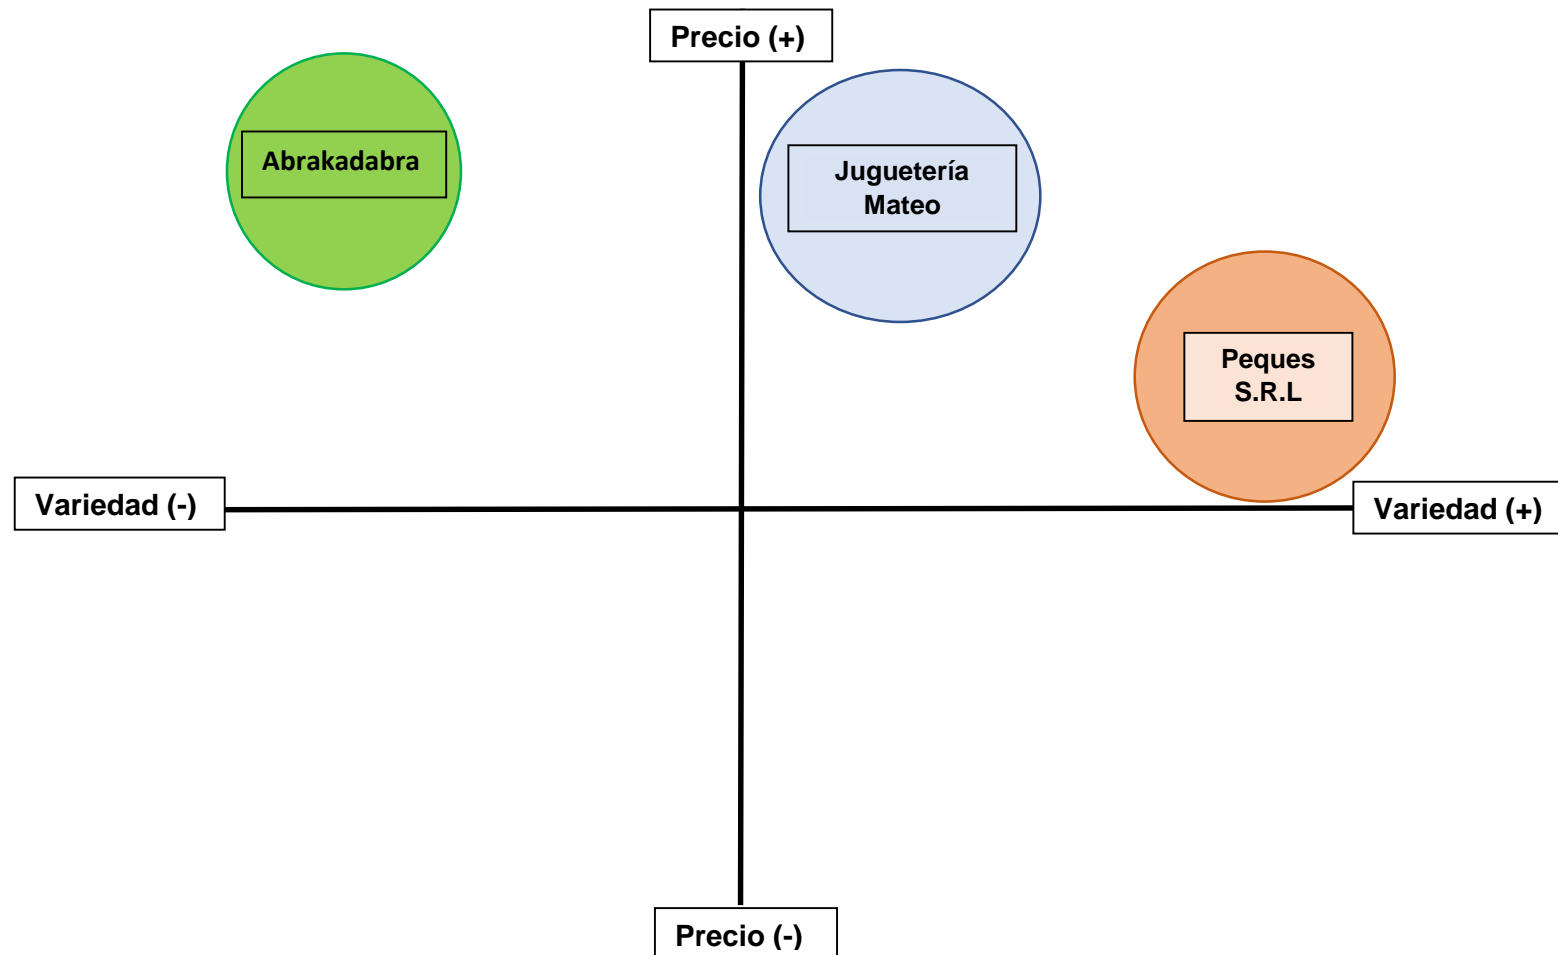 Precio (+)
Abrakadabra
Juguetería
Mateo
Peques
S.R.L
Variedad (-)
Variedad (+)
Precio (-)